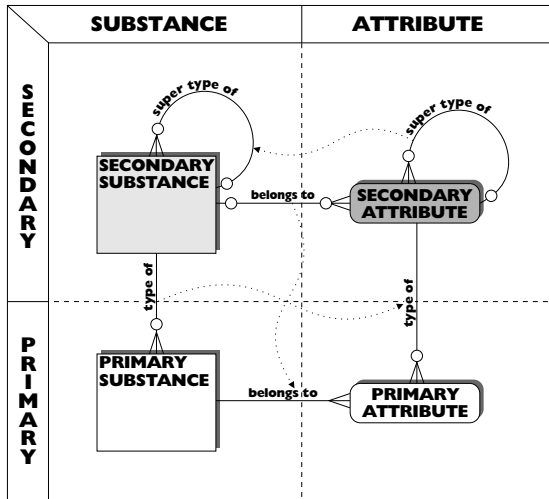 SUBSTANCE
ATTRIBUTE
SECONDARY
super type of
super type of
SECONDARY
SUBSTANCE
belongs to
SECONDARY
ATTRIBUTE
type of
type of
PRIMARY
PRIMARY
SUBSTANCE
belongs to
PRIMARY
ATTRIBUTE